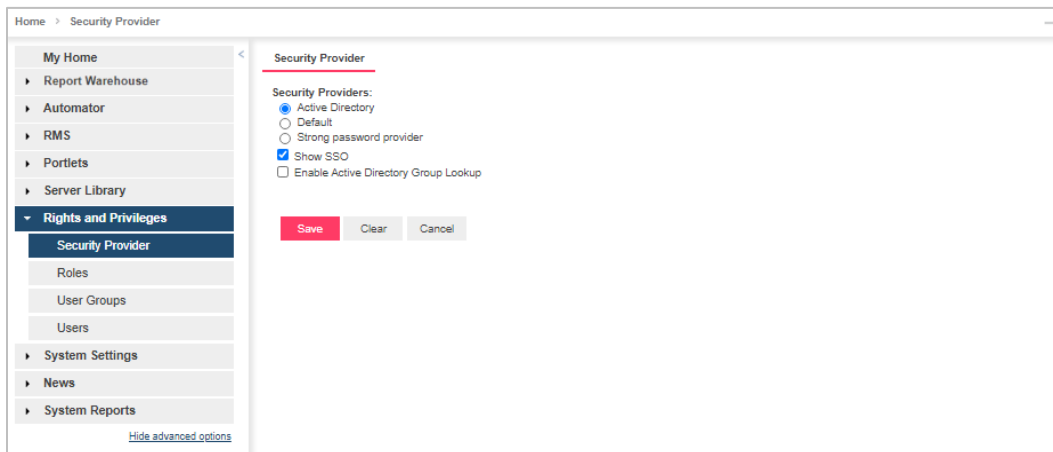 Home > Security Provider
My Home
Report Warehouse
Automator
RMS
Portlets
Server Library
Rights and Privileges
Security Provider
Roles
User Groups
Users
System Settings
News
System Reports
Hide advanced options
Security Provider
Security Providers:
Active Directory
Default
Strong password provider
Show SSO
Enable Active Directory Group Lookup
Save Clear Cancel